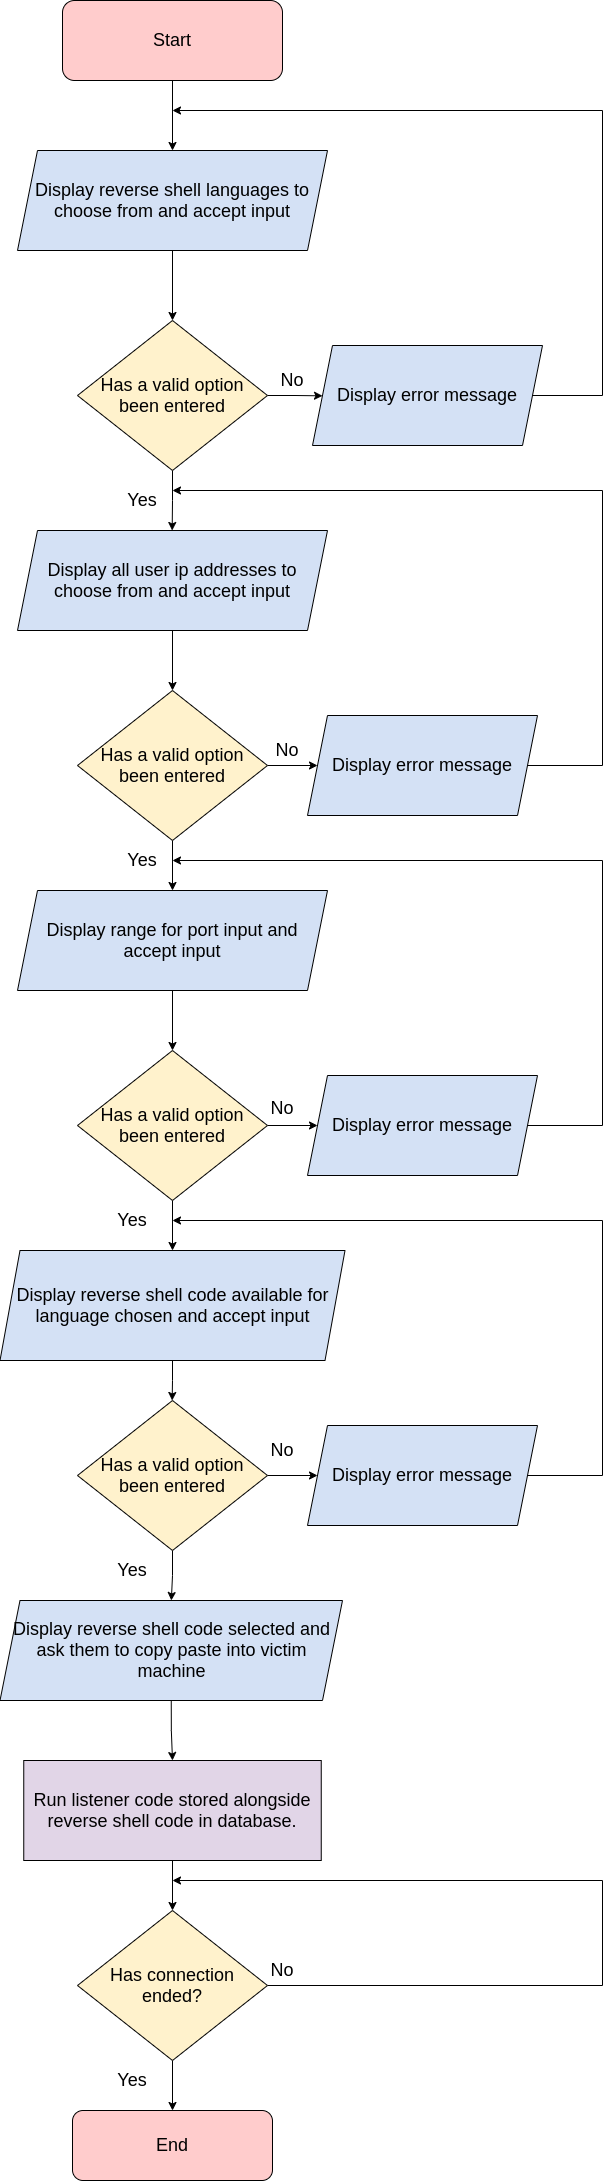 Start
Display reverse shell languages to
choose from and accept input
Has a valid option
been entered
No
Display error message
Yes
Display all user ip addresses to
choose from and accept input
Has a valid option
been entered
No
Display error message
Yes
Display range for port input and
accept input
Has a valid option
been entered
No
Display error message
Yes
Display reverse shell code available for
language chosen and accept input
Has a valid option
been entered
No
Display error message
Yes
Display reverse shell code selected and
ask them to copy paste into victim
machine
Run listener code stored alongside
reverse shell code in database.
Has connection
ended?
No
Yes
End